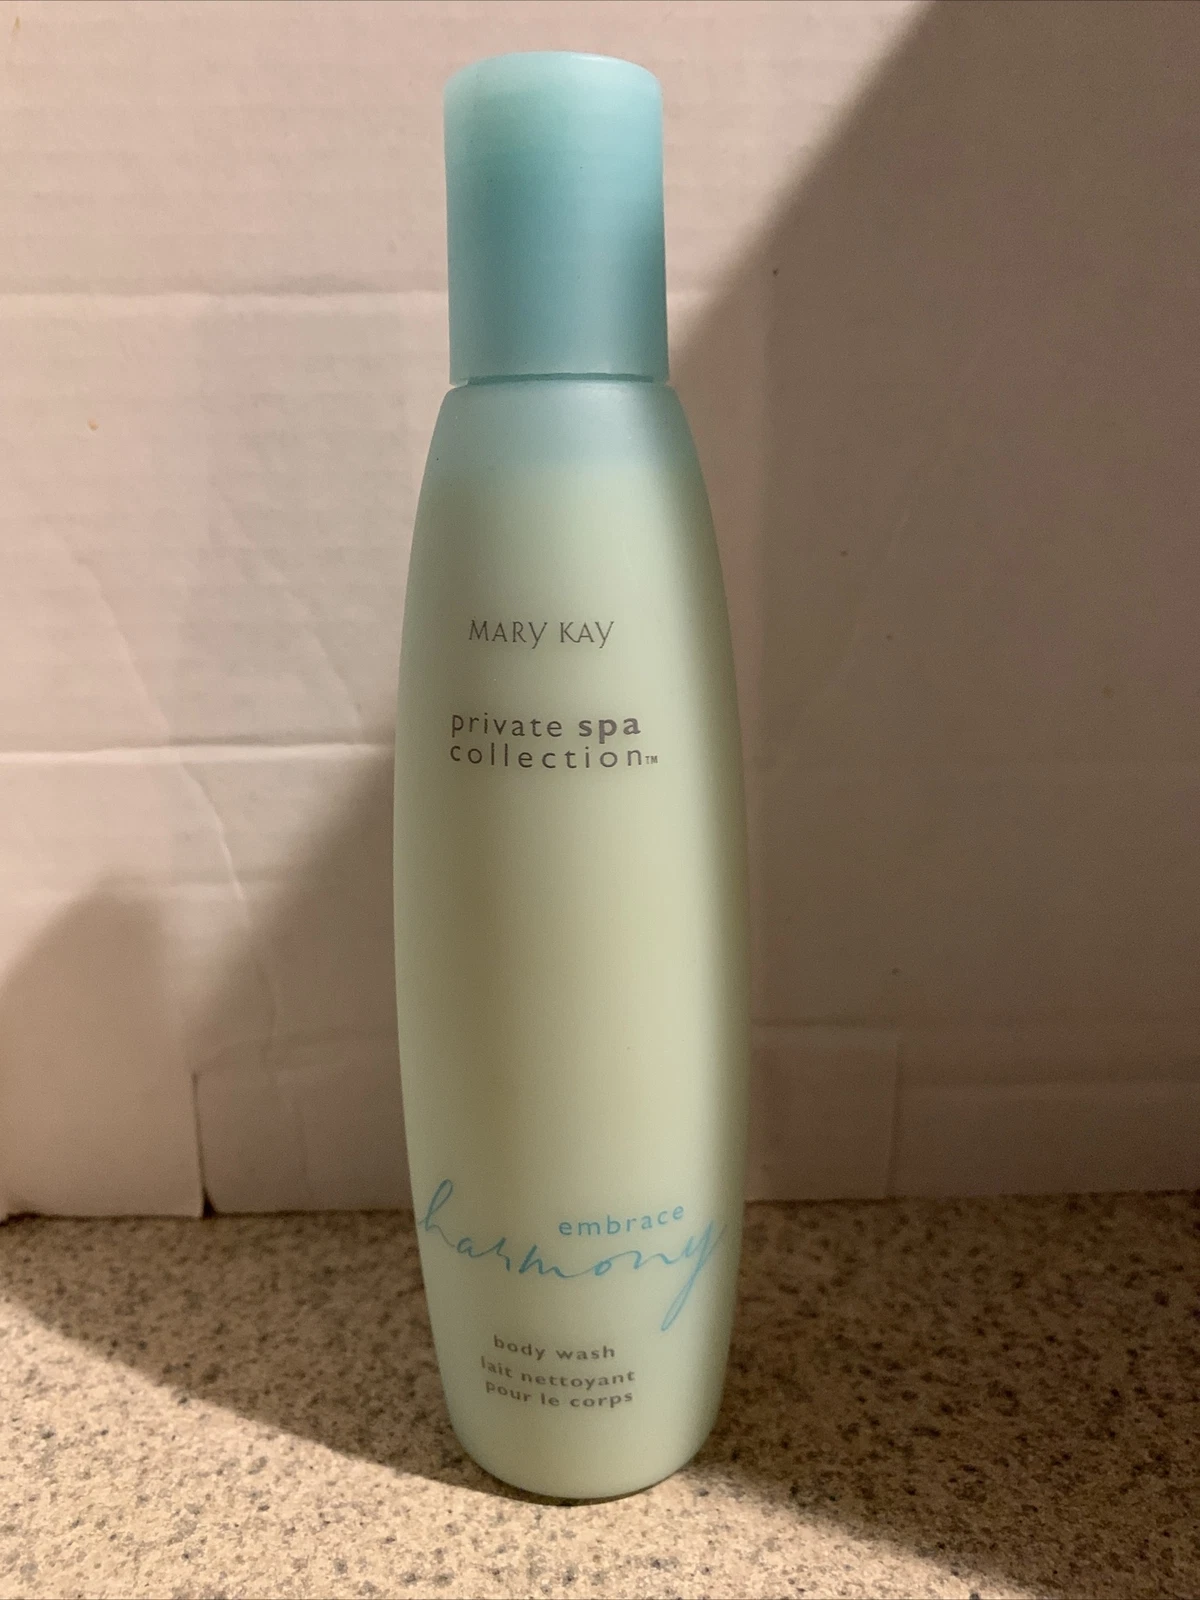 MARY KAY
private spa
collection™
embrace
harmony
body wash
lait nettoyant
pour le corps